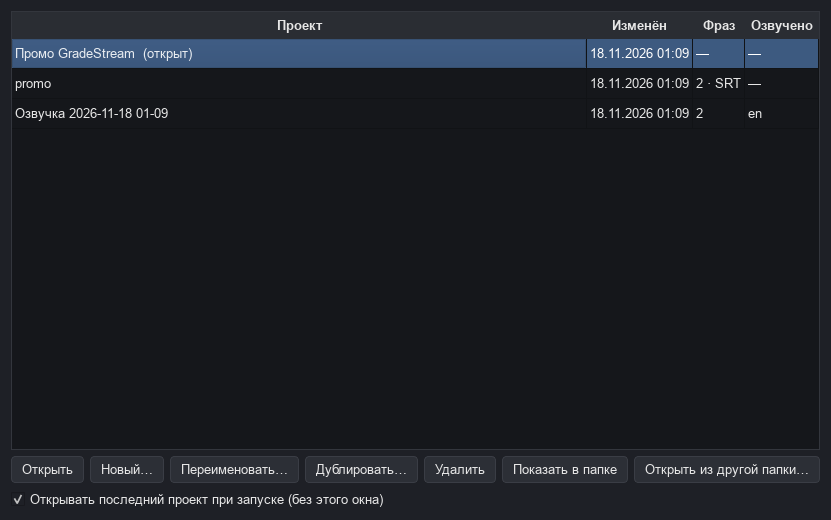 Проект Изменён Фраз Озвучено
Промо GradeStream (открыт) 18.11.2026 01:09 — —
promo 18.11.2026 01:09 2 · SRT —
Озвучка 2026-11-18 01-09 18.11.2026 01:09 2 en
Открыть Новый... Переименовать... Дублировать... Удалить Показать в папке Открыть из другой папки...
Открывать последний проект при запуске (без этого окна)